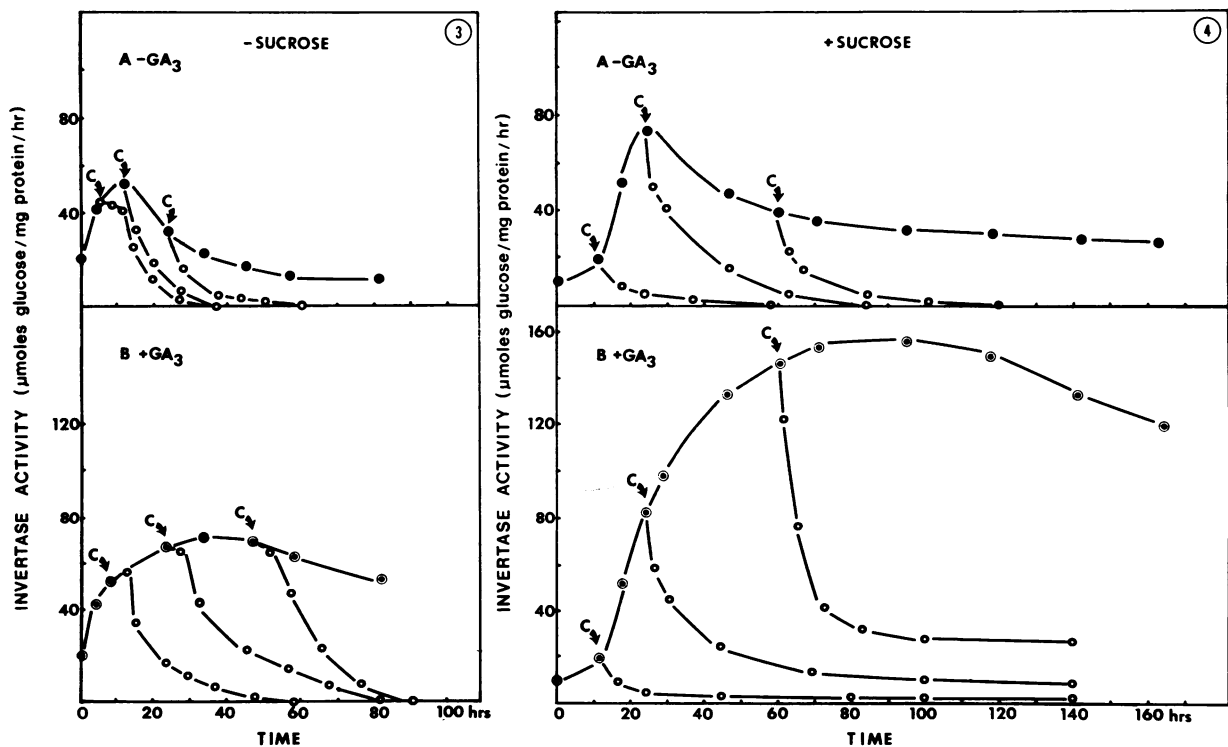 3
- SUCROSE
A -GA3
80
40
C
C
C
B +GA3
120
80
40
C
C
C
0
20
40
60
80
100 hrs
TIME
INVERTASE ACTIVITY (µmoles glucose/mg protein/hr)
4
+ SUCROSE
A -GA3
80
40
C
C
C
B +GA3
160
120
80
40
C
C
C
0
20
40
60
80
100
120
140
160 hrs
TIME
INVERTASE ACTIVITY (µmoles glucose/mg protein/hr)